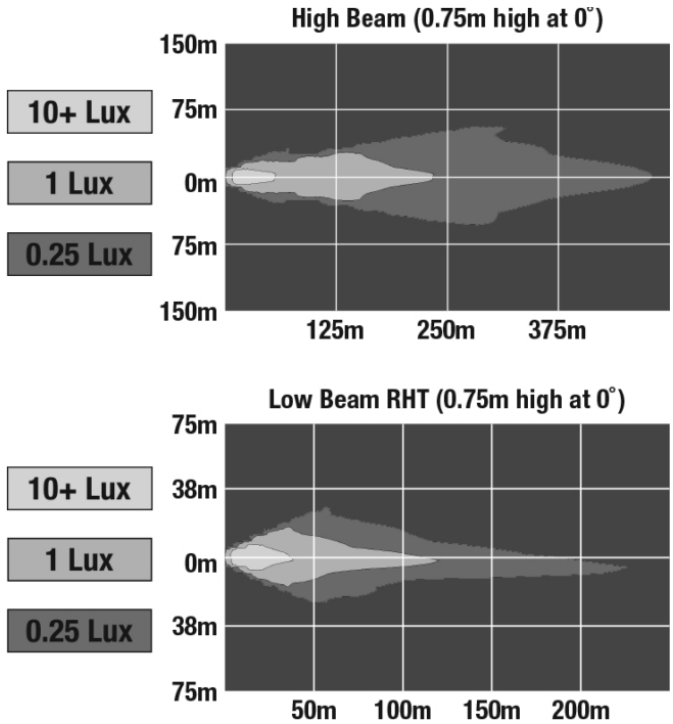 High Beam (0.75m high at 0°)
150m
10+ Lux
75m
1 Lux
0m
0.25 Lux
75m
150m
125m 250m 375m
Low Beam RHT (0.75m high at 0°)
75m
10+ Lux
38m
1 Lux
0m
0.25 Lux
38m
75m
50m 100m 150m 200m